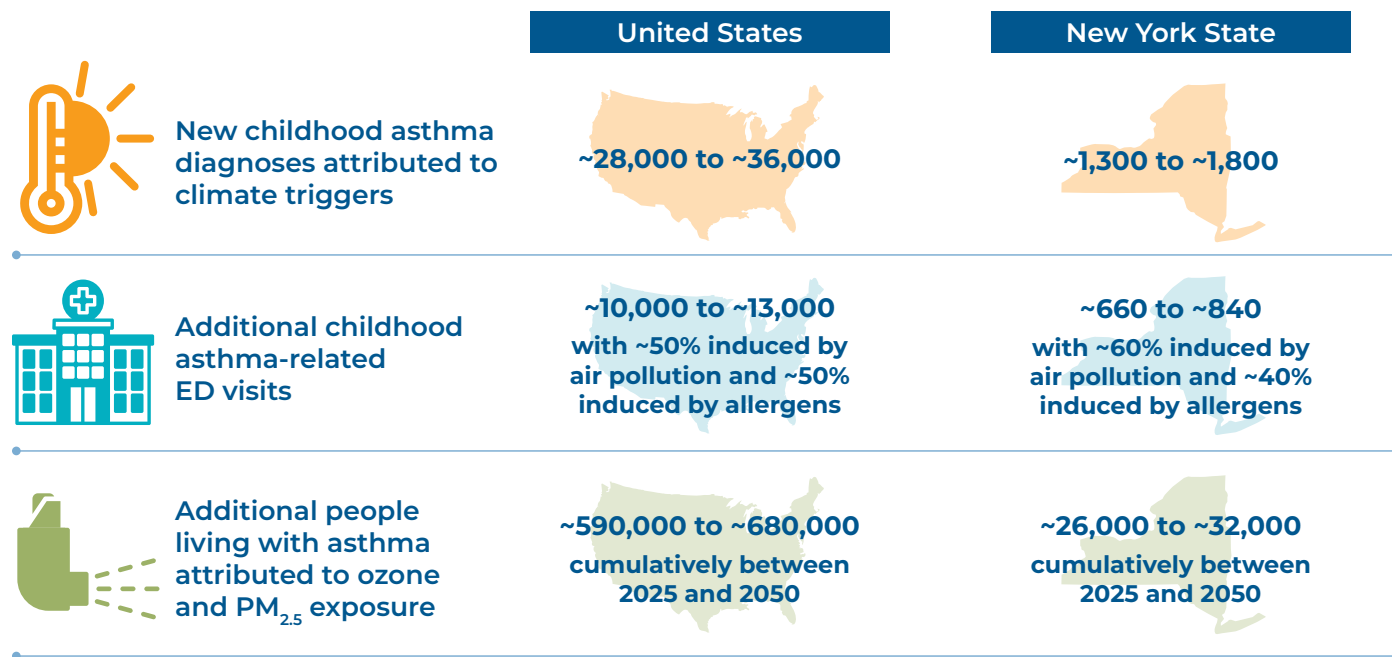 United States
New York State
New childhood asthma
diagnoses attributed to
climate triggers
~28,000 to ~36,000
~1,300 to ~1,800
Additional childhood
asthma-related
ED visits
~10,000 to ~13,000
with ~50% induced by
air pollution and ~50%
induced by allergens
~660 to ~840
with ~60% induced by
air pollution and ~40%
induced by allergens
Additional people
living with asthma
attributed to ozone
and PM2.5 exposure
~590,000 to ~680,000
cumulatively between
2025 and 2050
~26,000 to ~32,000
cumulatively between
2025 and 2050